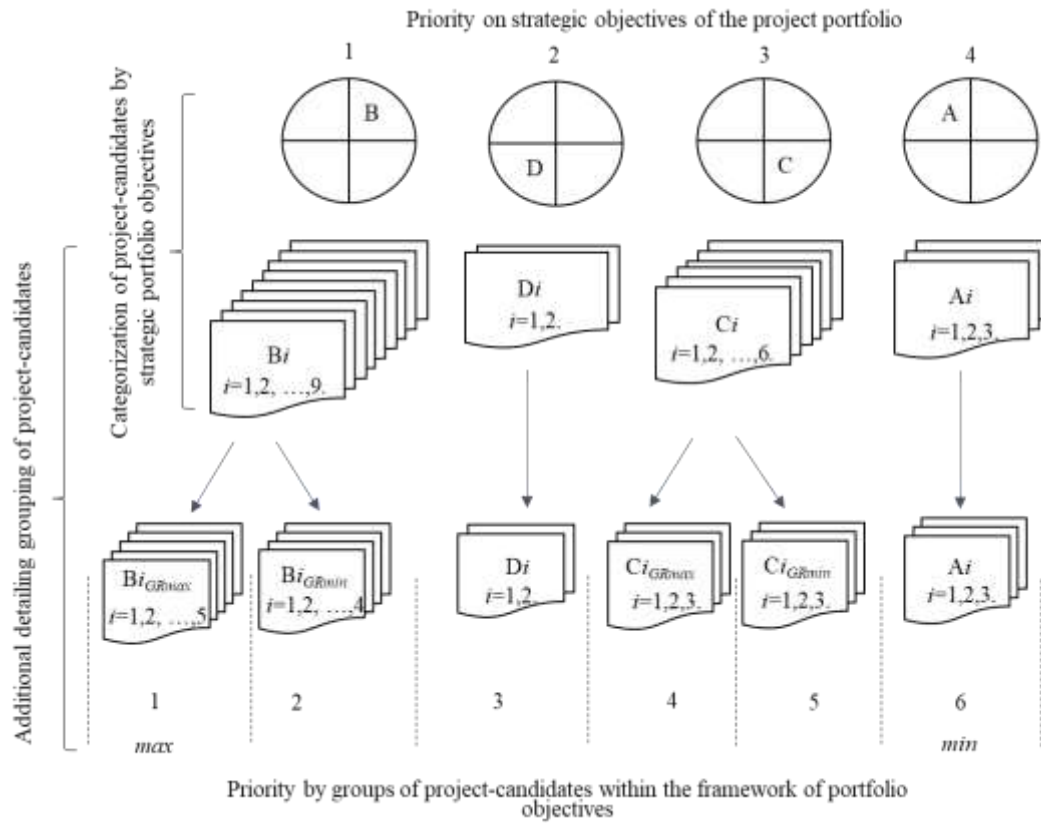 Priority on strategic objectives of the project portfolio
1
2
3
4
B
D
C
A
Categorization of project-candidates by
strategic portfolio objectives
Additional detailing grouping of project-candidates
Bi
i=1,2, …,9.
Di
i=1,2.
Ci
i=1,2, …,6.
Ai
i=1,2,3.
BiGRmax
i=1,2, …,5
BiGRmin
i=1,2, …,4
Di
i=1,2.
CiGRmax
i=1,2,3.
CiGRmin
i=1,2,3.
Ai
i=1,2,3.
1
2
3
4
5
6
max
min
Priority by groups of project-candidates within the framework of portfolio
objectives